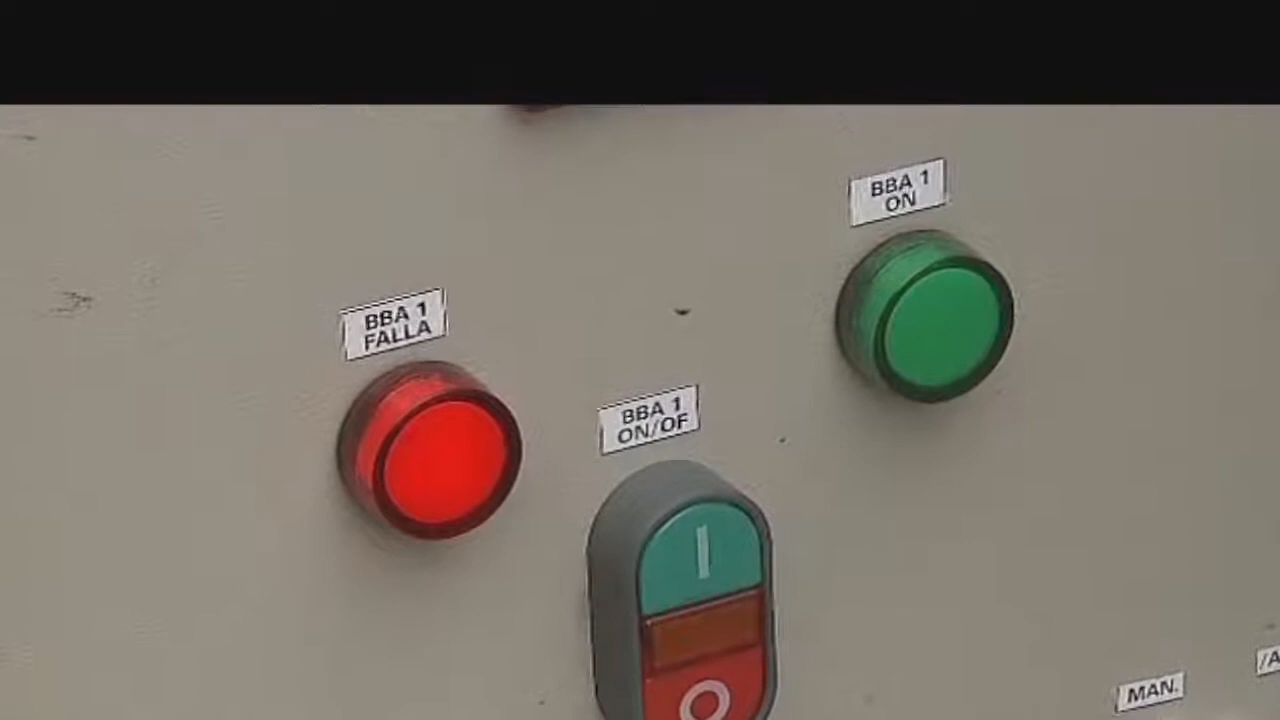 BBA 1
ON
BBA 1
FALLA
BBA 1
ON/OF
I
O
MAN.
/A